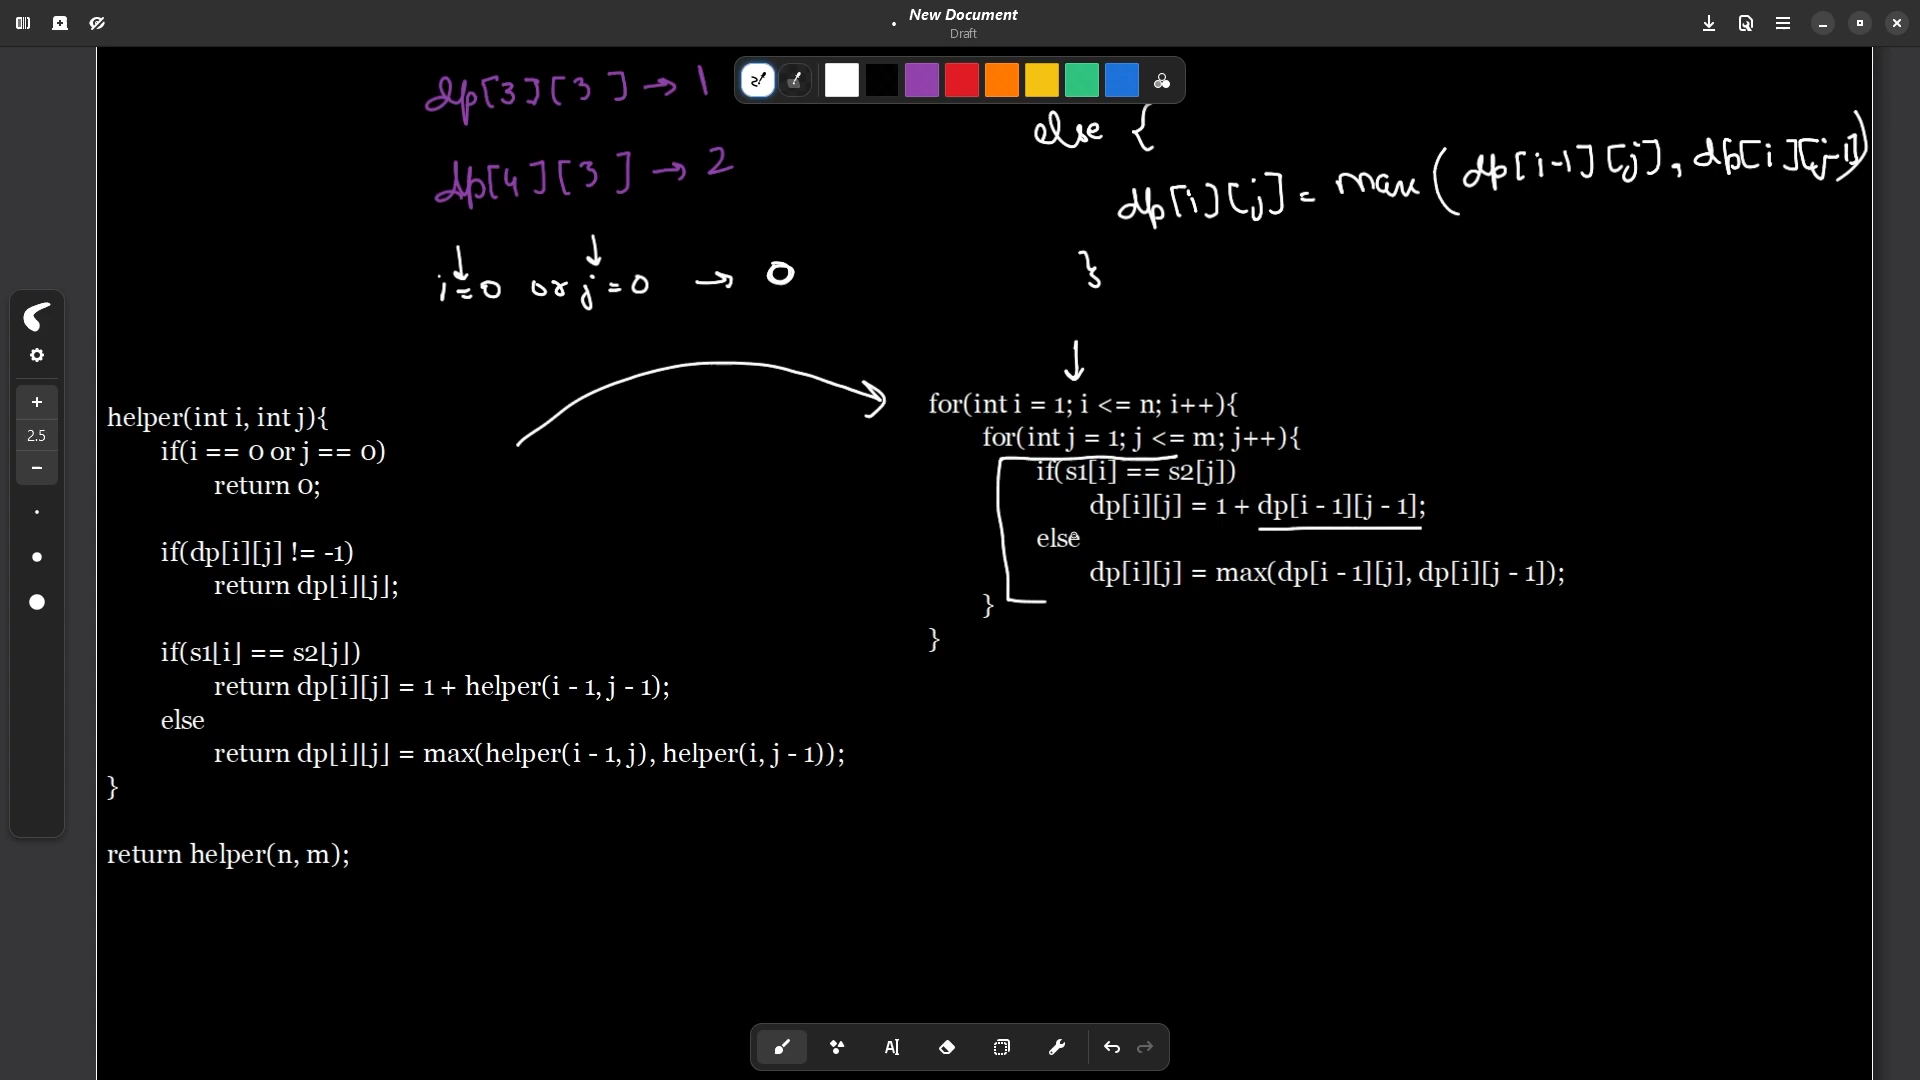 New Document
Draft
dp[3][3] → 1
dp[4][3] → 2
i=0 or j=0 → 0
else {
dp[i][j] = max(dp[i-1][j], dp[i][j-1])
}
helper(int i, int j){
if(i == 0 or j == 0)
return 0;
if(dp[i][j] != -1)
return dp[i][j];
if(s1[i] == s2[j])
return dp[i][j] = 1 + helper(i - 1, j - 1);
else
return dp[i][j] = max(helper(i - 1, j), helper(i, j - 1));
}
return helper(n, m);
for(int i = 1; i <= n; i++){
for(int j = 1; j <= m; j++){
if(s1[i] == s2[j])
dp[i][j] = 1 + dp[i - 1][j - 1];
else
dp[i][j] = max(dp[i - 1][j], dp[i][j - 1]);
}
}
+
2.5
−
AI